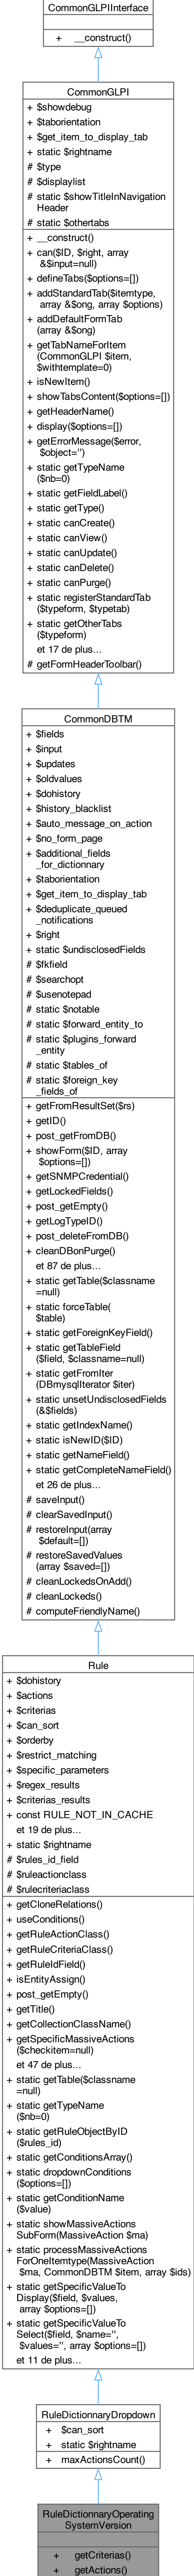 CommonGLPIInterface
+ __construct()
CommonGLPI
+ $showdebug
+ $taborientation
+ $get_item_to_display_tab
+ static $rightname
# $type
# $displaylist
# static $showTitleInNavigation
Header
# static $othertabs
+ __construct()
+ can($ID, $right, array
&$input=null)
+ defineTabs($options=[])
+ addStandardTab($itemtype,
array &$ong, array $options)
+ addDefaultFormTab
(array &$ong)
+ getTabNameForItem
(CommonGLPI $item,
$withtemplate=0)
+ isNewItem()
+ showTabsContent($options=[])
+ getHeaderName()
+ display($options=[])
+ getErrorMessage($error,
$object='')
+ static getTypeName
($nb=0)
+ static getFieldLabel()
+ static getType()
+ static canCreate()
+ static canView()
+ static canUpdate()
+ static canDelete()
+ static canPurge()
+ static registerStandardTab
($typeform, $typetab)
+ static getOtherTabs
($typeform)
et 17 de plus...
# getFormHeaderToolbar()
CommonDBTM
+ $fields
+ $input
+ $updates
+ $oldvalues
+ $dohistory
+ $history_blacklist
+ $auto_message_on_action
+ $no_form_page
+ $additional_fields
_for_dictionnary
+ $taborientation
+ $get_item_to_display_tab
+ $deduplicate_queued
_notifications
+ $right
+ static $undisclosedFields
# $fkfield
# $searchopt
# $usenotepad
# static $notable
# static $forward_entity_to
# static $plugins_forward
_entity
# static $tables_of
# static $foreign_key
_fields_of
+ getFromResultSet($rs)
+ getID()
+ post_getFromDB()
+ showForm($ID, array
$options=[])
+ getSNMPCredential()
+ getLockedFields()
+ post_getEmpty()
+ getLogTypeID()
+ post_deleteFromDB()
+ cleanDBonPurge()
et 87 de plus...
+ static getTable($classname
=null)
+ static forceTable(
$table)
+ static getForeignKeyField()
+ static getTableField
($field, $classname=null)
+ static getFromIter
(DBmysqlIterator $iter)
+ static unsetUndisclosedFields
(&$fields)
+ static getIndexName()
+ static isNewID($ID)
+ static getNameField()
+ static getCompleteNameField()
et 26 de plus...
# saveInput()
# clearSavedInput()
# restoreInput(array
$default=[])
# restoreSavedValues
(array $saved=[])
# cleanLockedsOnAdd()
# cleanLockeds()
# computeFriendlyName()
Rule
+ $dohistory
+ $actions
+ $criterias
+ $can_sort
+ $orderby
+ $restrict_matching
+ $specific_parameters
+ $regex_results
+ $criterias_results
+ const RULE_NOT_IN_CACHE
et 19 de plus...
+ static $rightname
# $rules_id_field
# $ruleactionclass
# $rulecriteriaclass
+ getCloneRelations()
+ useConditions()
+ getRuleActionClass()
+ getRuleCriteriaClass()
+ getRuleIdField()
+ isEntityAssign()
+ post_getEmpty()
+ getTitle()
+ getCollectionClassName()
+ getSpecificMassiveActions
($checkitem=null)
et 47 de plus...
+ static getTable($classname
=null)
+ static getTypeName
($nb=0)
+ static getRuleObjectByID
($rules_id)
+ static getConditionsArray()
+ static dropdownConditions
($options=[])
+ static getConditionName
($value)
+ static showMassiveActions
SubForm(MassiveAction $ma)
+ static processMassiveActions
ForOneItemtype(MassiveAction
$ma, CommonDBTM $item, array $ids)
+ static getSpecificValueTo
Display($field, $values,
array $options=[])
+ static getSpecificValueTo
Select($field, $name='',
$values='', array $options=[])
et 11 de plus...
RuleDictionnaryDropdown
+ $can_sort
+ static $rightname
+ maxActionsCount()
RuleDictionnaryOperating
SystemVersion
+ getCriterias()
+ getActions()